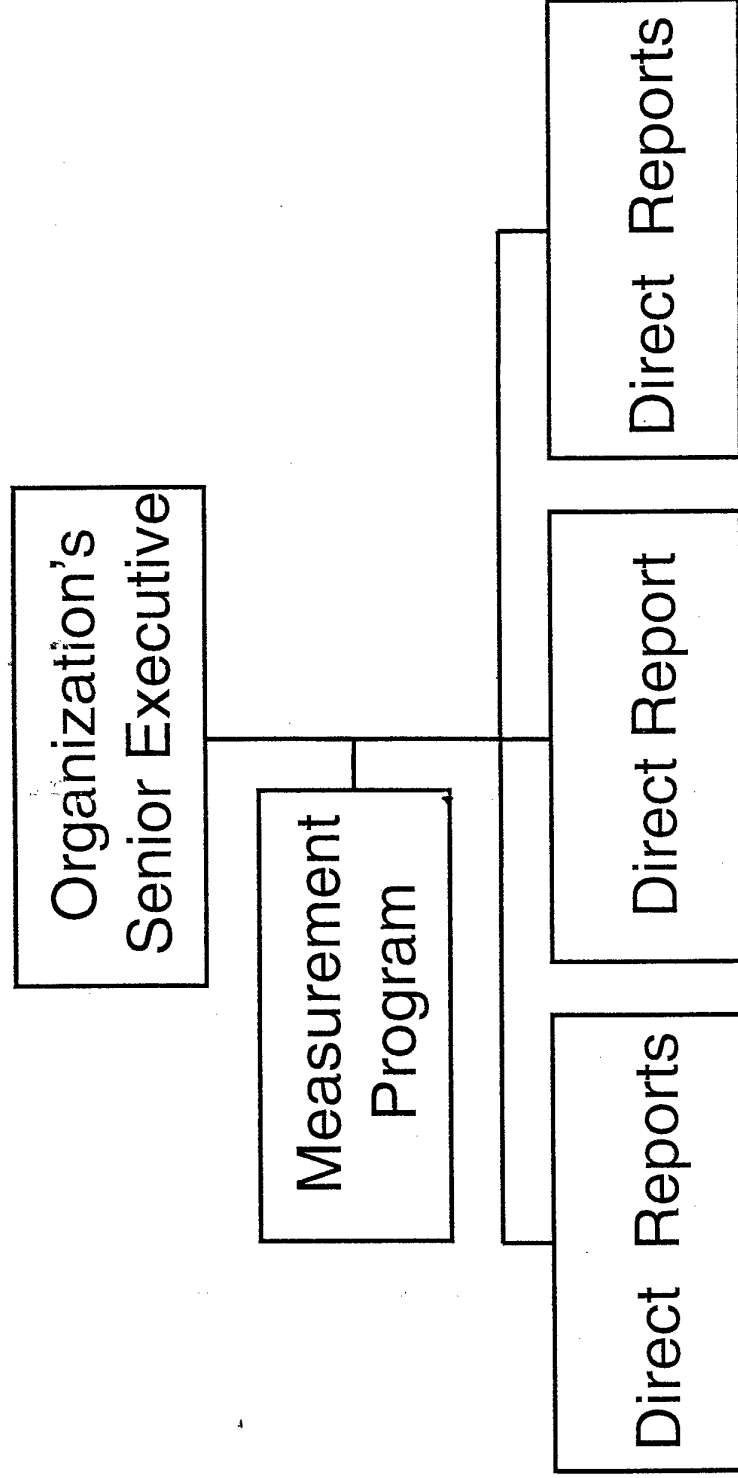 Organization's
Senior Executive
Measurement
Program
Direct Reports
Direct Report
Direct Reports